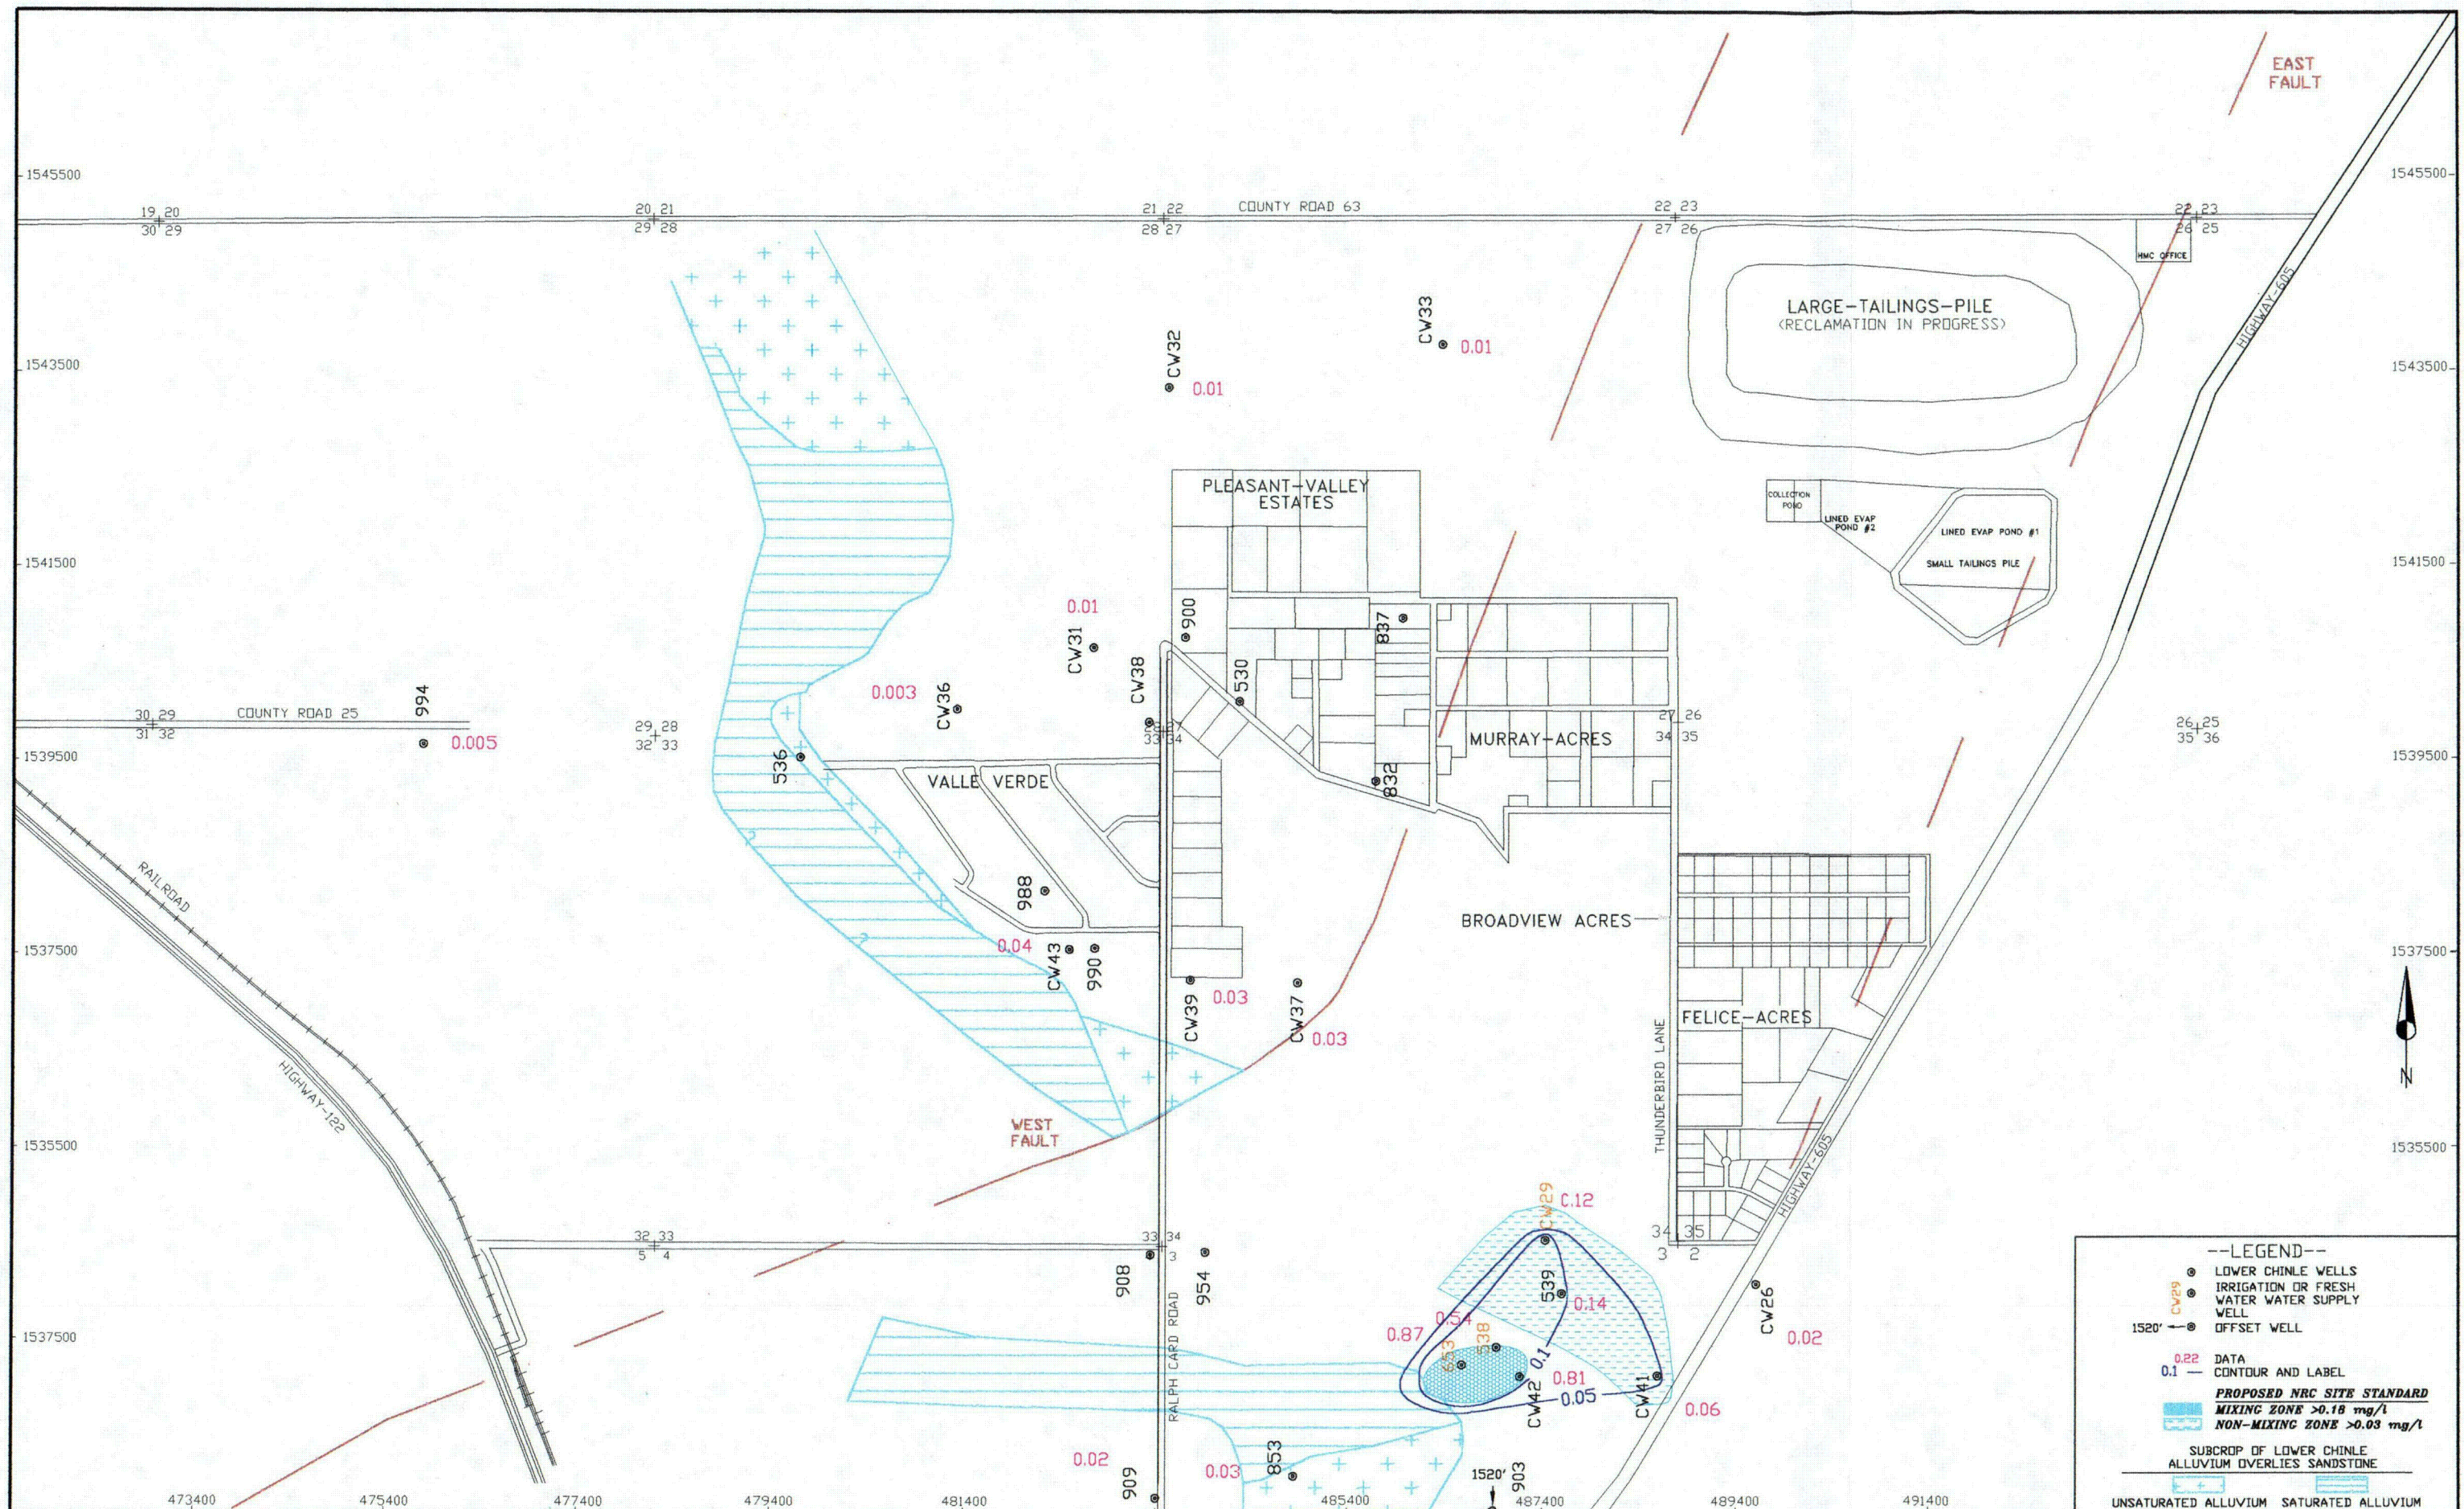 EAST
FAULT
1545500
1545500
19 20
30 29
20 21
29 28
21 22
28 27
COUNTY ROAD 63
22 23
27 26
22 23
26 25
HMC OFFICE
LARGE-TAILINGS-PILE
(RECLAMATION IN PROGRESS)
HIGHWAY-605
CW33
0.01
CW32
0.01
1543500
1543500
PLEASANT-VALLEY
ESTATES
COLLECTION
POND
LINED EVAP
POND #2
LINED EVAP POND #1
SMALL TAILINGS PILE
1541500
1541500
0.01
CW31
900
837
CW38
530
0.003
CW36
994
0.005
30 29
31 32
COUNTY ROAD 25
29 28
32 33
33 34
27 26
34 35
26 25
35 36
MURRAY-ACRES
1539500
1539500
536
VALLE VERDE
832
?
RAILROAD
988
BROADVIEW ACRES
?
0.04
CW43
990
1537500
1537500
CW39
0.03
CW37
0.03
FELICE-ACRES
THUNDERBIRD LANE
N
HIGHWAY-122
WEST
FAULT
1535500
1535500
HIGHWAY-605
CW29
0.12
32 33
5 4
33 34
3
34 35
3 2
908
954
539
0.14
CW26
0.02
RALPH CARD ROAD
1537500
0.87
0.54
653
538
0.1
CW42
0.81
0.05
CW41
0.06
0.02
909
0.03
853
1520'
903
473400
475400
477400
479400
481400
485400
487400
489400
491400
--LEGEND--
LOWER CHINLE WELLS
CW29
IRRIGATION OR FRESH
WATER WATER SUPPLY
WELL
1520'
OFFSET WELL
0.22
DATA
0.1
CONTOUR AND LABEL
PROPOSED NRC SITE STANDARD
MIXING ZONE >0.18 mg/l
NON-MIXING ZONE >0.03 mg/l
SUBCROP OF LOWER CHINLE
ALLUVIUM OVERLIES SANDSTONE
UNSATURATED ALLUVIUM
SATURATED ALLUVIUM